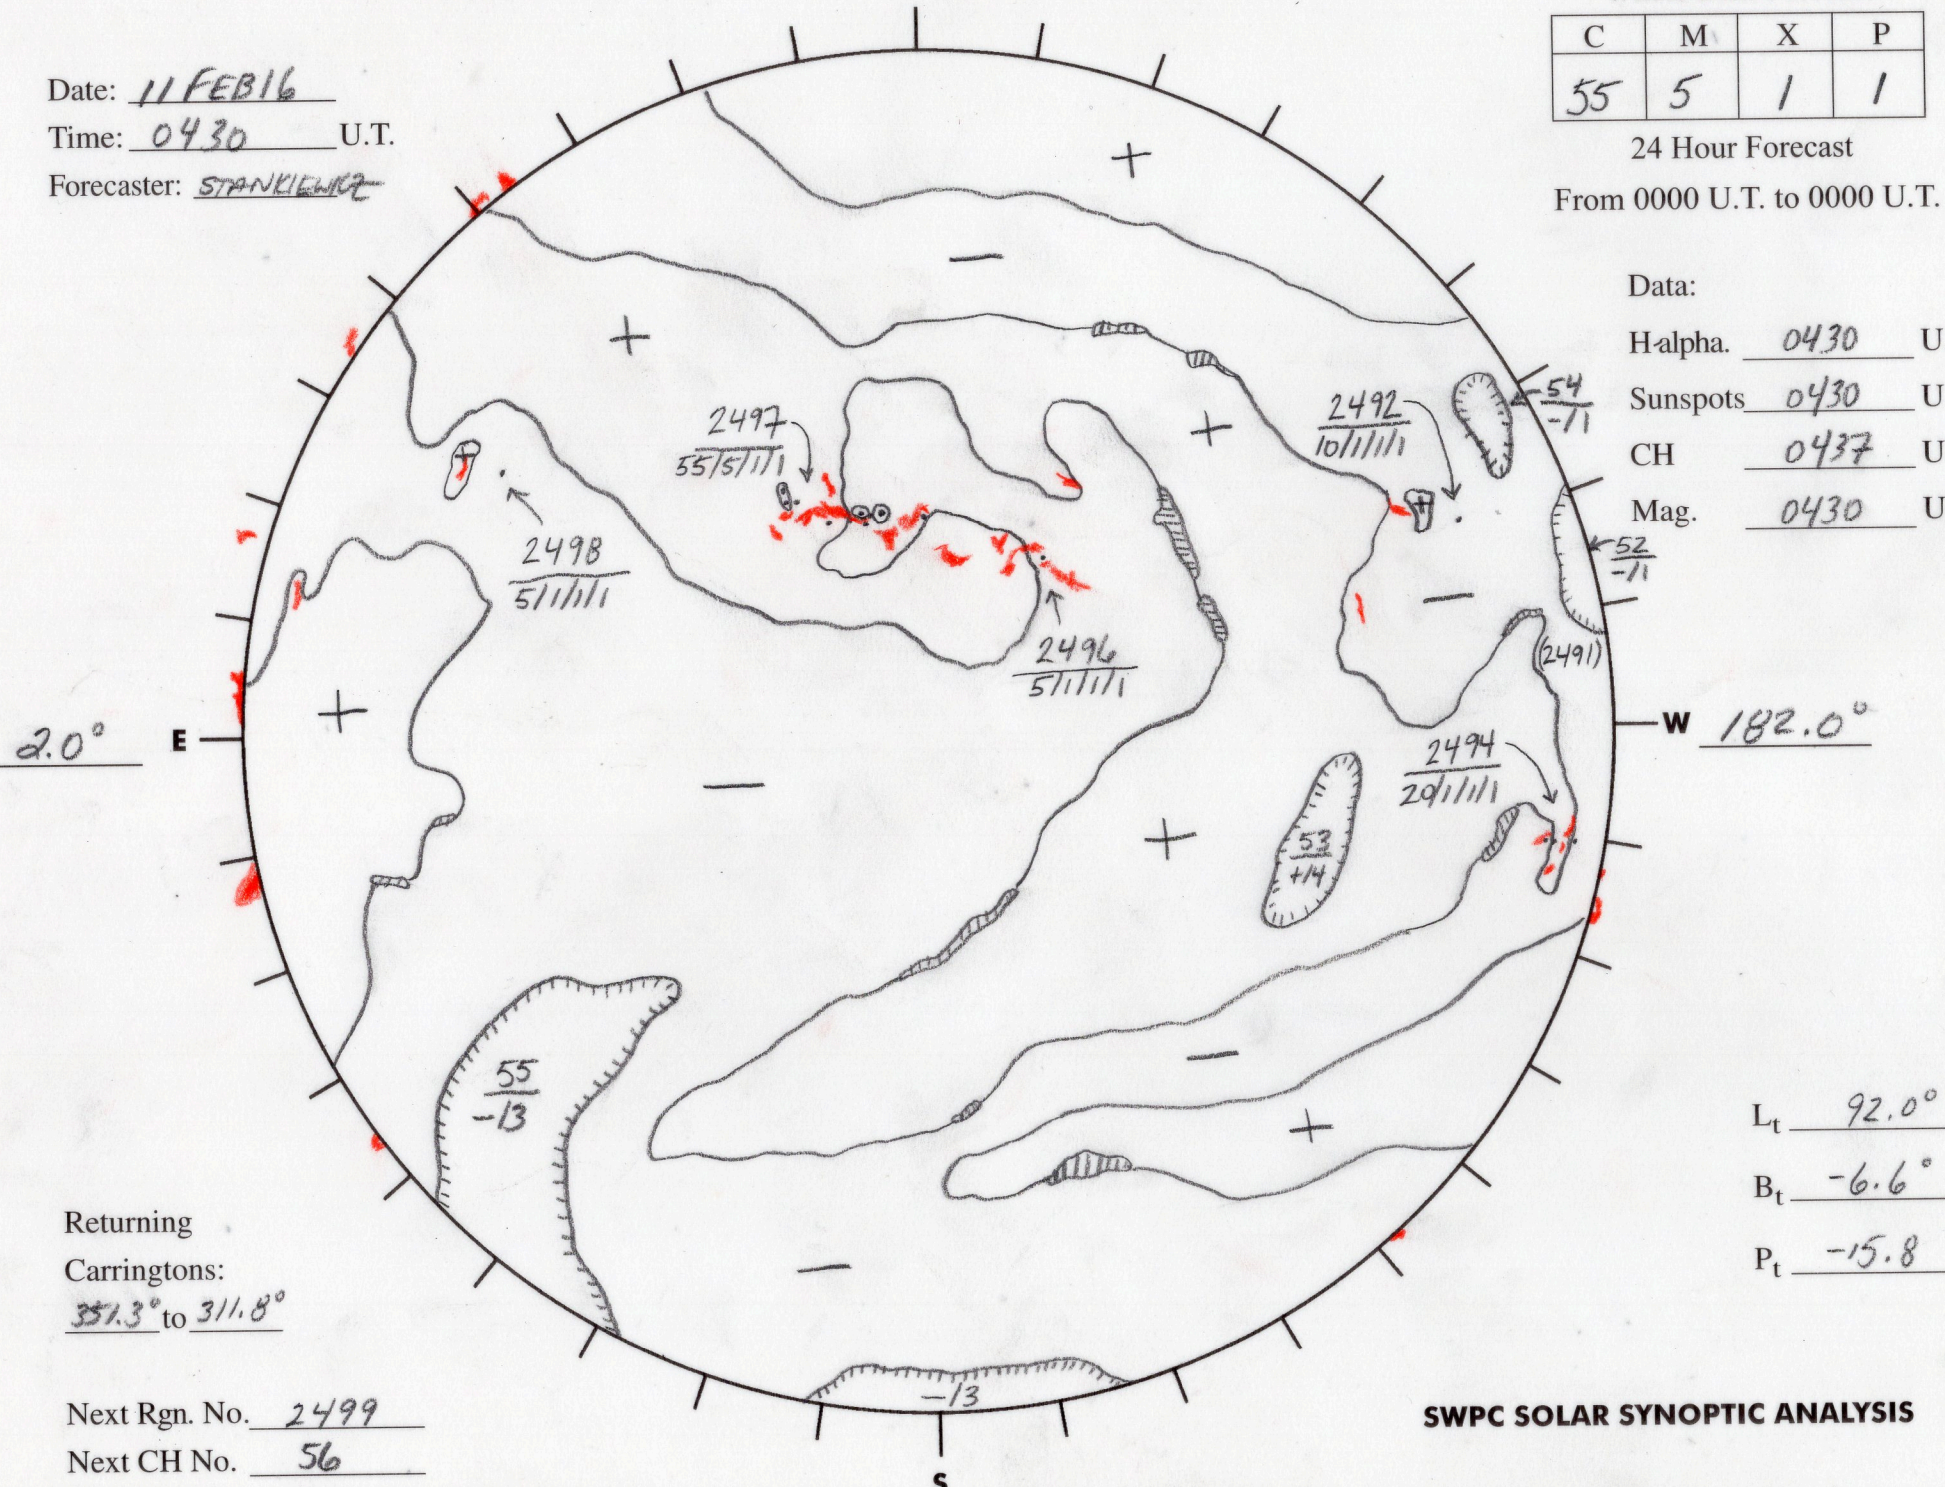 Date: 11 FEB 16
Time: 0430 U.T.
Forecaster: STANKIEWICZ
C M X P
55 5 1 1
24 Hour Forecast
From 0000 U.T. to 0000 U.T.
Data:
H-alpha. 0430 U
Sunspots 0430 U
CH 0437 U
Mag. 0430 U
+
−
+
+
54
-/1
2497
55/5/1/1
2492
10/1/1/1
+
+
52
-/1
2498
5/1/1/1
−
2496
5/1/1/1
(2491)
+
2.0° E
W 182.0°
−
2494
20/1/1/1
+
53
+14
−
55
-13
+
−
-13
S
Lt 92.0°
Bt -6.6°
Pt -15.8
Returning
Carringtons:
351.3° to 311.8°
Next Rgn. No. 2499
Next CH No. 56
SWPC SOLAR SYNOPTIC ANALYSIS